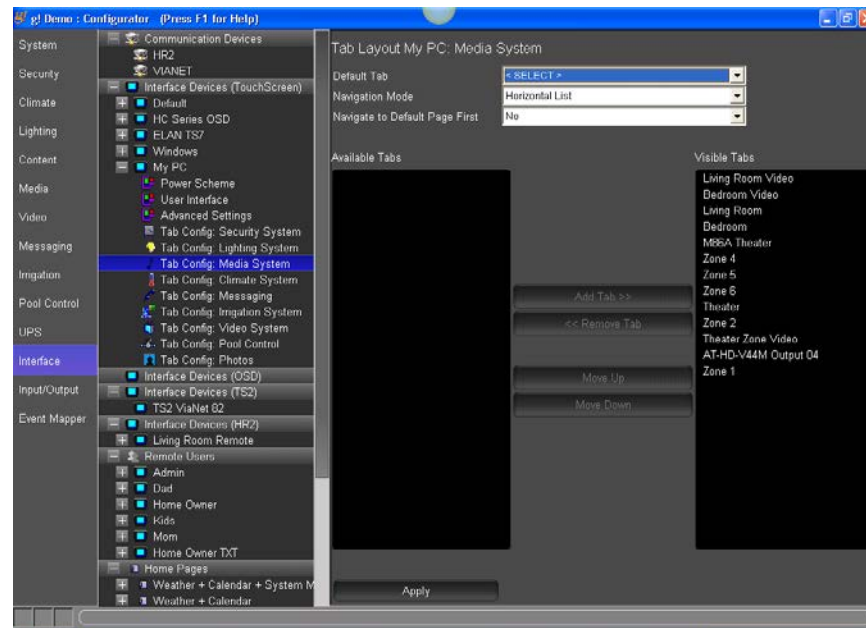 g! Demo : Configurator (Press F1 for Help)
System
Security
Climate
Lighting
Content
Media
Video
Messaging
Irrigation
Pool Control
UPS
Interface
Input/Output
Event Mapper
Communication Devices
HR2
VIANET
Interface Devices (TouchScreen)
Default
HC Series OSD
ELAN TS7
Windows
My PC
Power Scheme
User Interface
Advanced Settings
Tab Config: Security System
Tab Config: Lighting System
Tab Config: Media System
Tab Config: Climate System
Tab Config: Messaging
Tab Config: Irrigation System
Tab Config: Video System
Tab Config: Pool Control
Tab Config: Photos
Interface Devices (OSD)
Interface Devices (TS2)
TS2 ViaNet 82
Interface Devices (HR2)
Living Room Remote
Remote Users
Admin
Dad
Home Owner
Kids
Mom
Home Owner TXT
Home Pages
Weather + Calendar + System M
Weather + Calendar
Tab Layout My PC: Media System
Default Tab
< SELECT >
Navigation Mode
Horizontal List
Navigate to Default Page First
No
Available Tabs
Add Tab >>
<< Remove Tab
Move Up
Move Down
Visible Tabs
Living Room Video
Bedroom Video
Living Room
Bedroom
M86A Theater
Zone 4
Zone 5
Zone 6
Theater
Zone 2
Theater Zone Video
AT-HD-V44M Output 04
Zone 1
Apply